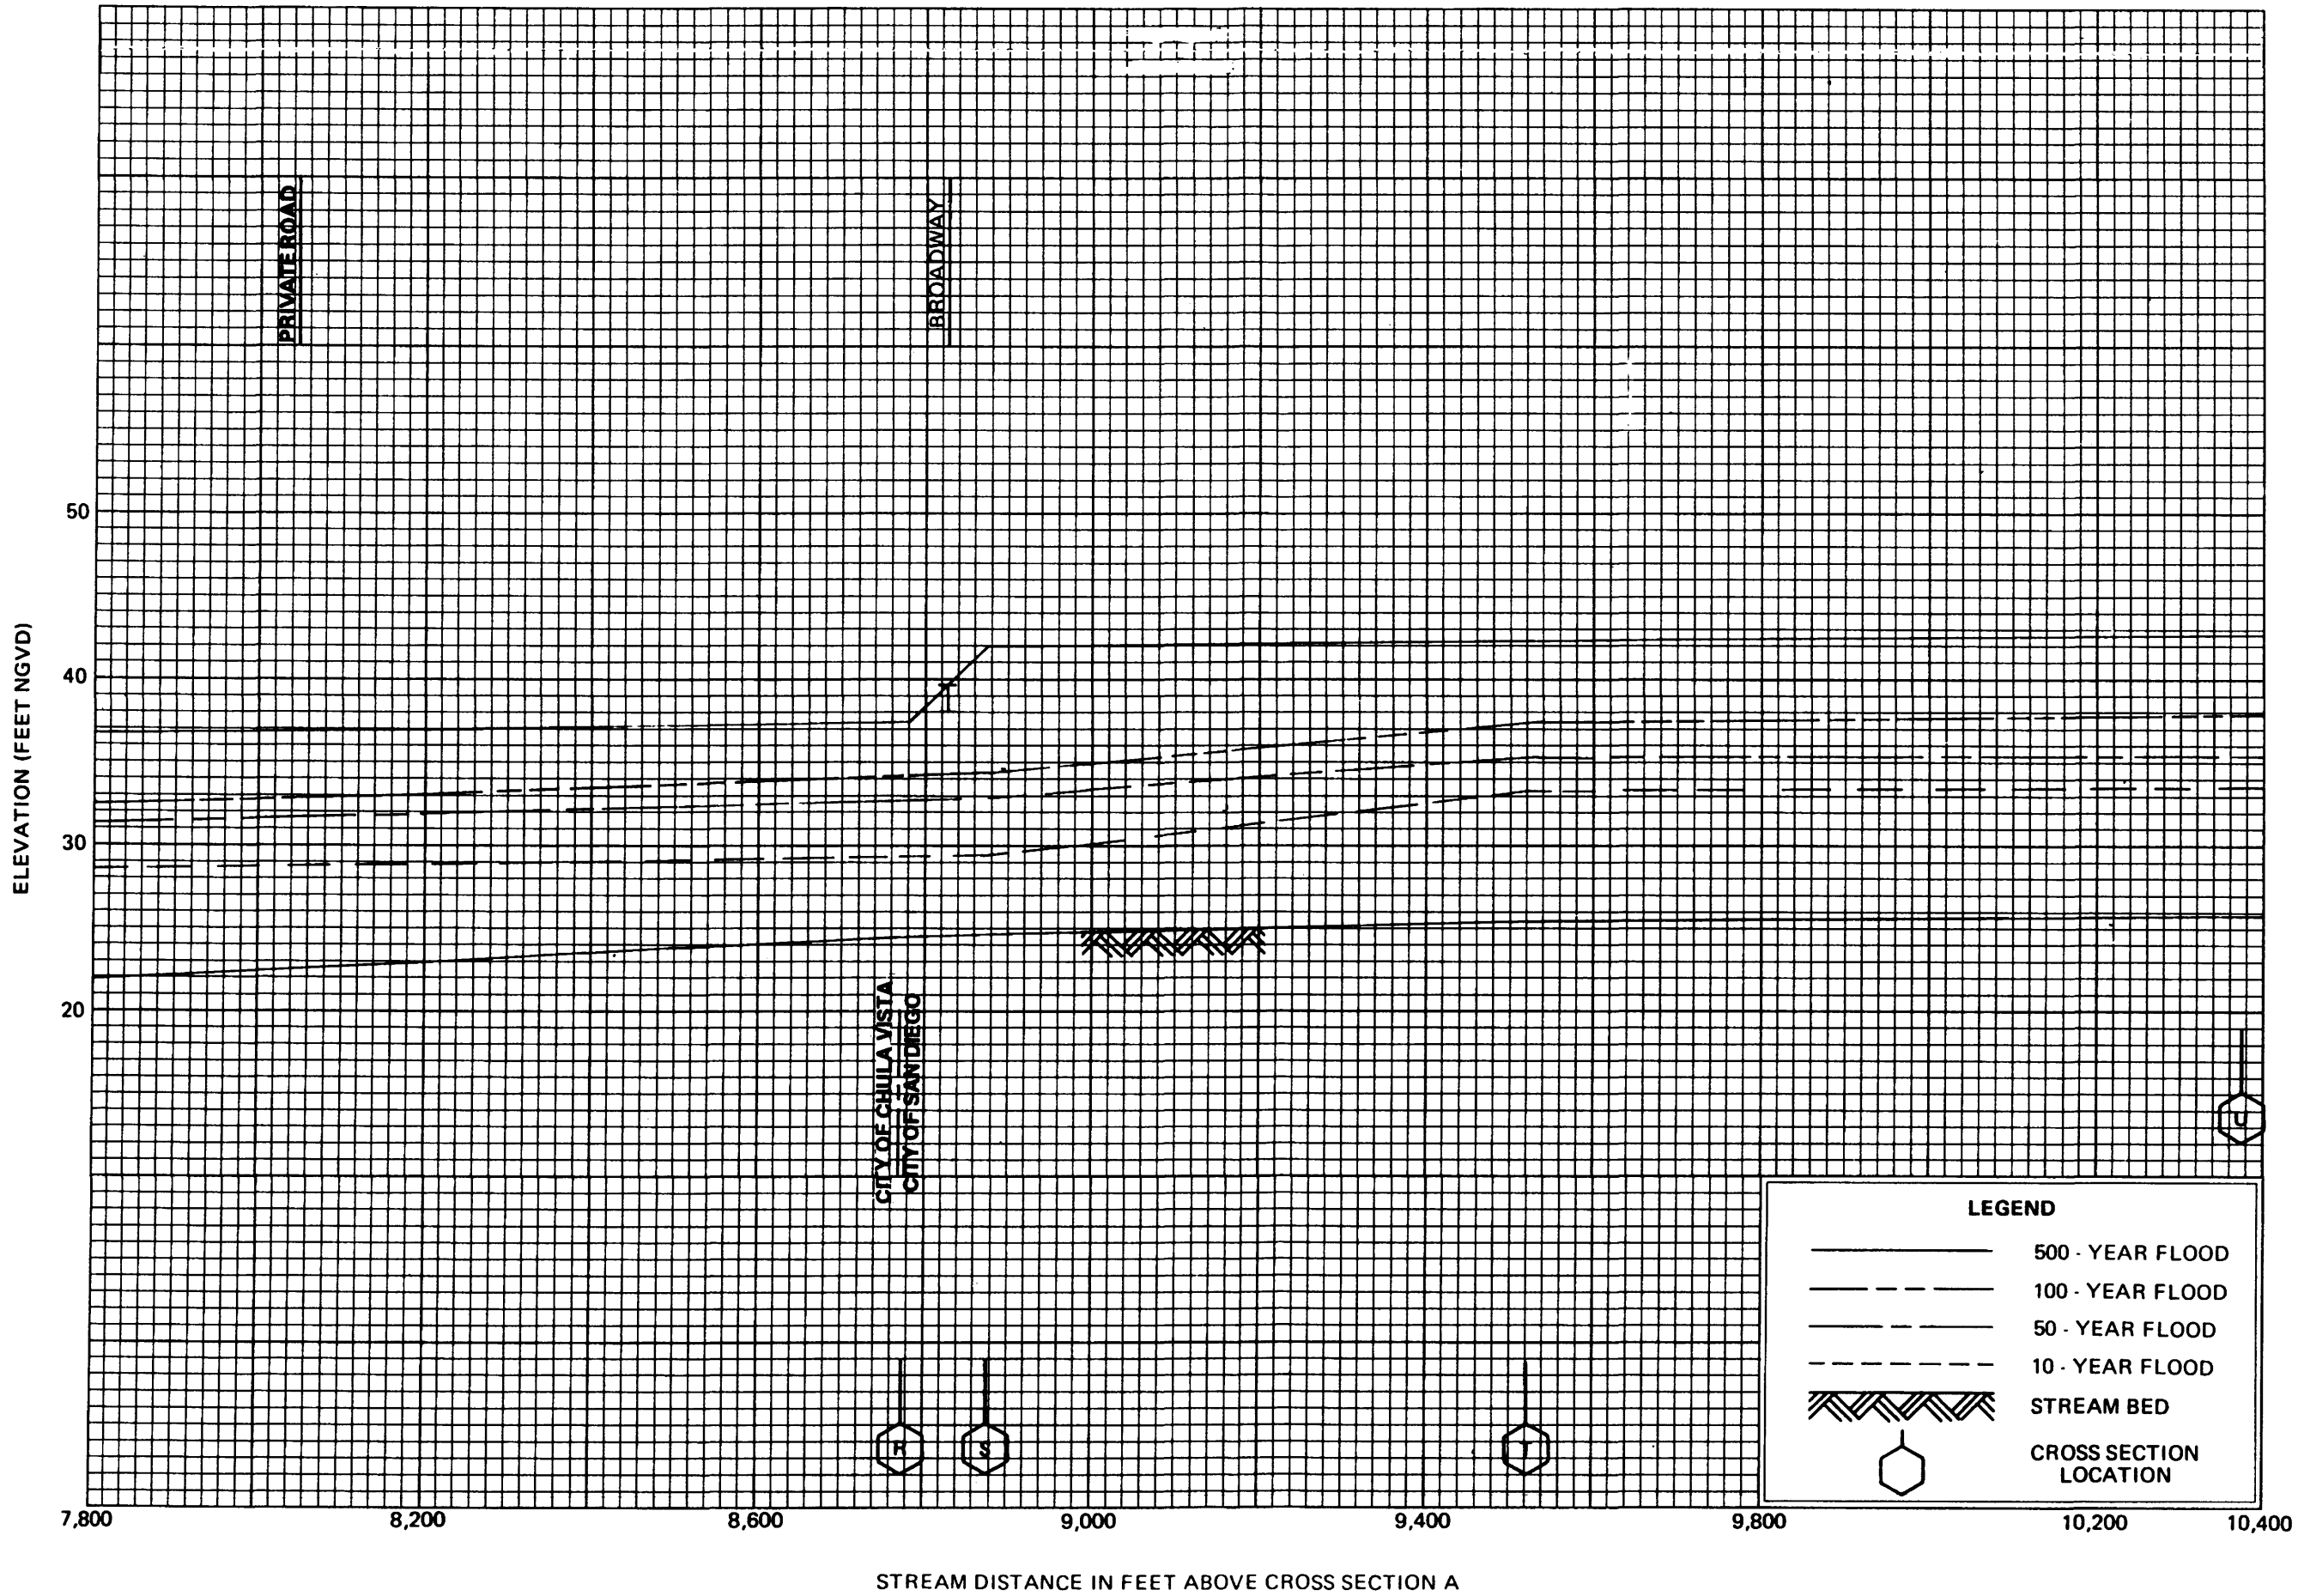 PRIVATE ROAD
BROADWAY
ELEVATION (FEET NGVD)
50
40
30
20
CITY OF CHULA VISTA
CITY OF SAN DIEGO
U
R
S
T
LEGEND
500 - YEAR FLOOD
100 - YEAR FLOOD
50 - YEAR FLOOD
10 - YEAR FLOOD
STREAM BED
CROSS SECTION
LOCATION
7,800
8,200
8,600
9,000
9,400
9,800
10,200
10,400
STREAM DISTANCE IN FEET ABOVE CROSS SECTION A